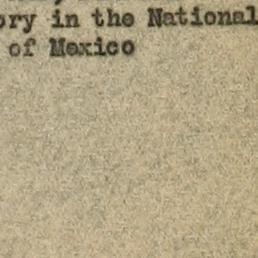 ory in the National
of Mexico